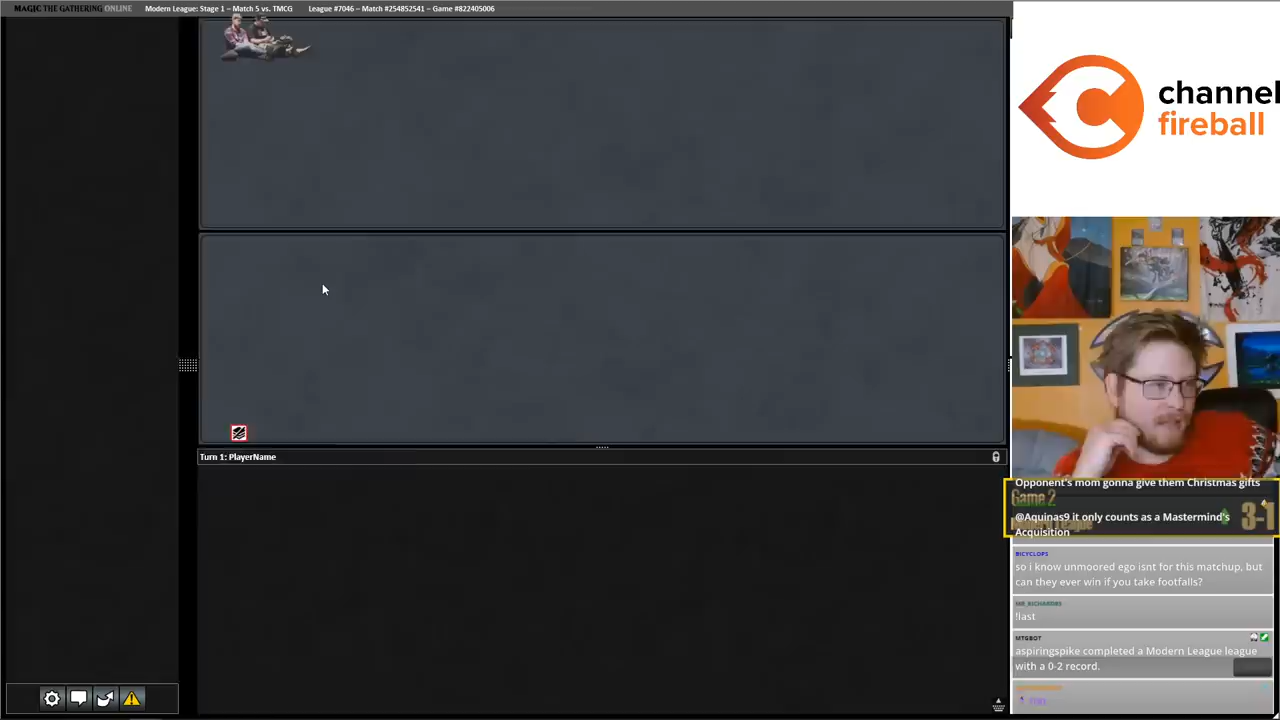 MAGIC THE GATHERING ONLINE Modern League: Stage 1 – Match 5 vs. TMCG League #7046 – Match #254852541 – Game #822405006
channel
fireball
Turn 1: PlayerName
Opponent's mom gonna give them Christmas gifts
Game 2
@Aquinas9 it only counts as a Mastermind's
Acquisition
3-1
BICYCLOPS
so i know unmoored ego isnt for this matchup, but
can they ever win if you take footfalls?
!last
MTGBOT
aspiringspike completed a Modern League league
with a 0-2 record.